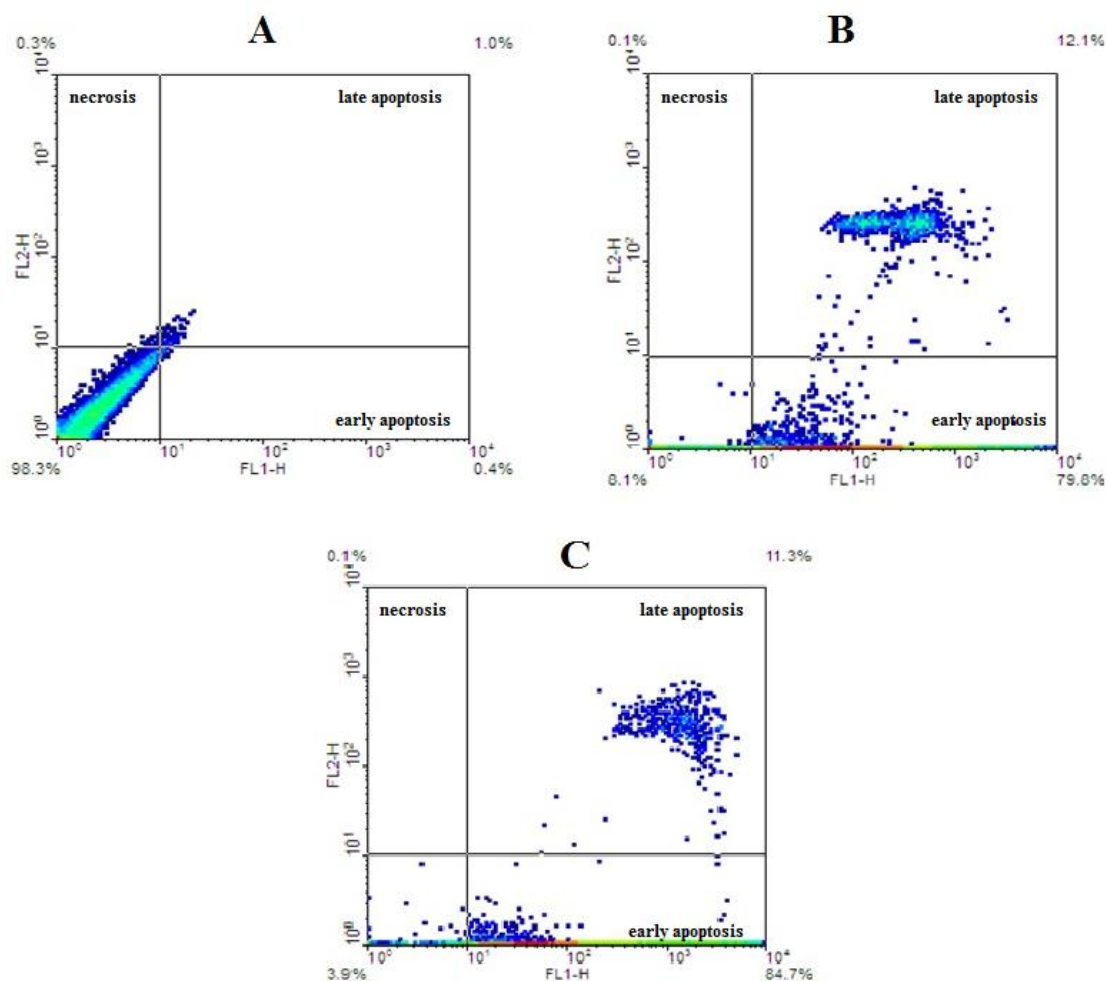 A
0.3%
1.0%
necrosis
late apoptosis
10⁴
10³
10²
10¹
10⁰
FL2-H
early apoptosis
10⁰ 10¹ 10² 10³ 10⁴
98.3%
FL1-H
0.4%
B
0.1%
12.1%
necrosis
late apoptosis
10⁴
10³
10²
10¹
10⁰
FL2-H
early apoptosis
10⁰ 10¹ 10² 10³ 10⁴
8.1%
FL1-H
79.8%
C
0.1%
11.3%
necrosis
late apoptosis
10⁴
10³
10²
10¹
10⁰
FL2-H
early apoptosis
10⁰ 10¹ 10² 10³ 10⁴
3.9%
FL1-H
84.7%